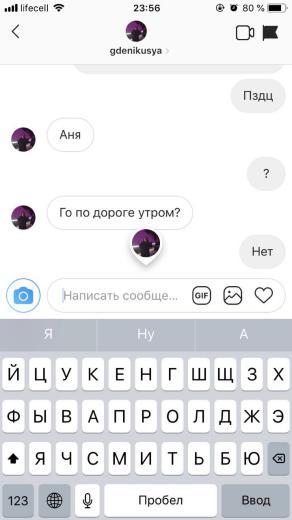 lifecell 23:56 80 %
gdenikusya
Пздц
Аня
?
Го по дороге утром?
Нет
Написать сообще... GIF
Я Ну А
Й Ц У К Е Н Г Ш Щ З Х
Ф Ы В А П Р О Л Д Ж Э
Я Ч С М И Т Ь Б Ю
123 Пробел Ввод